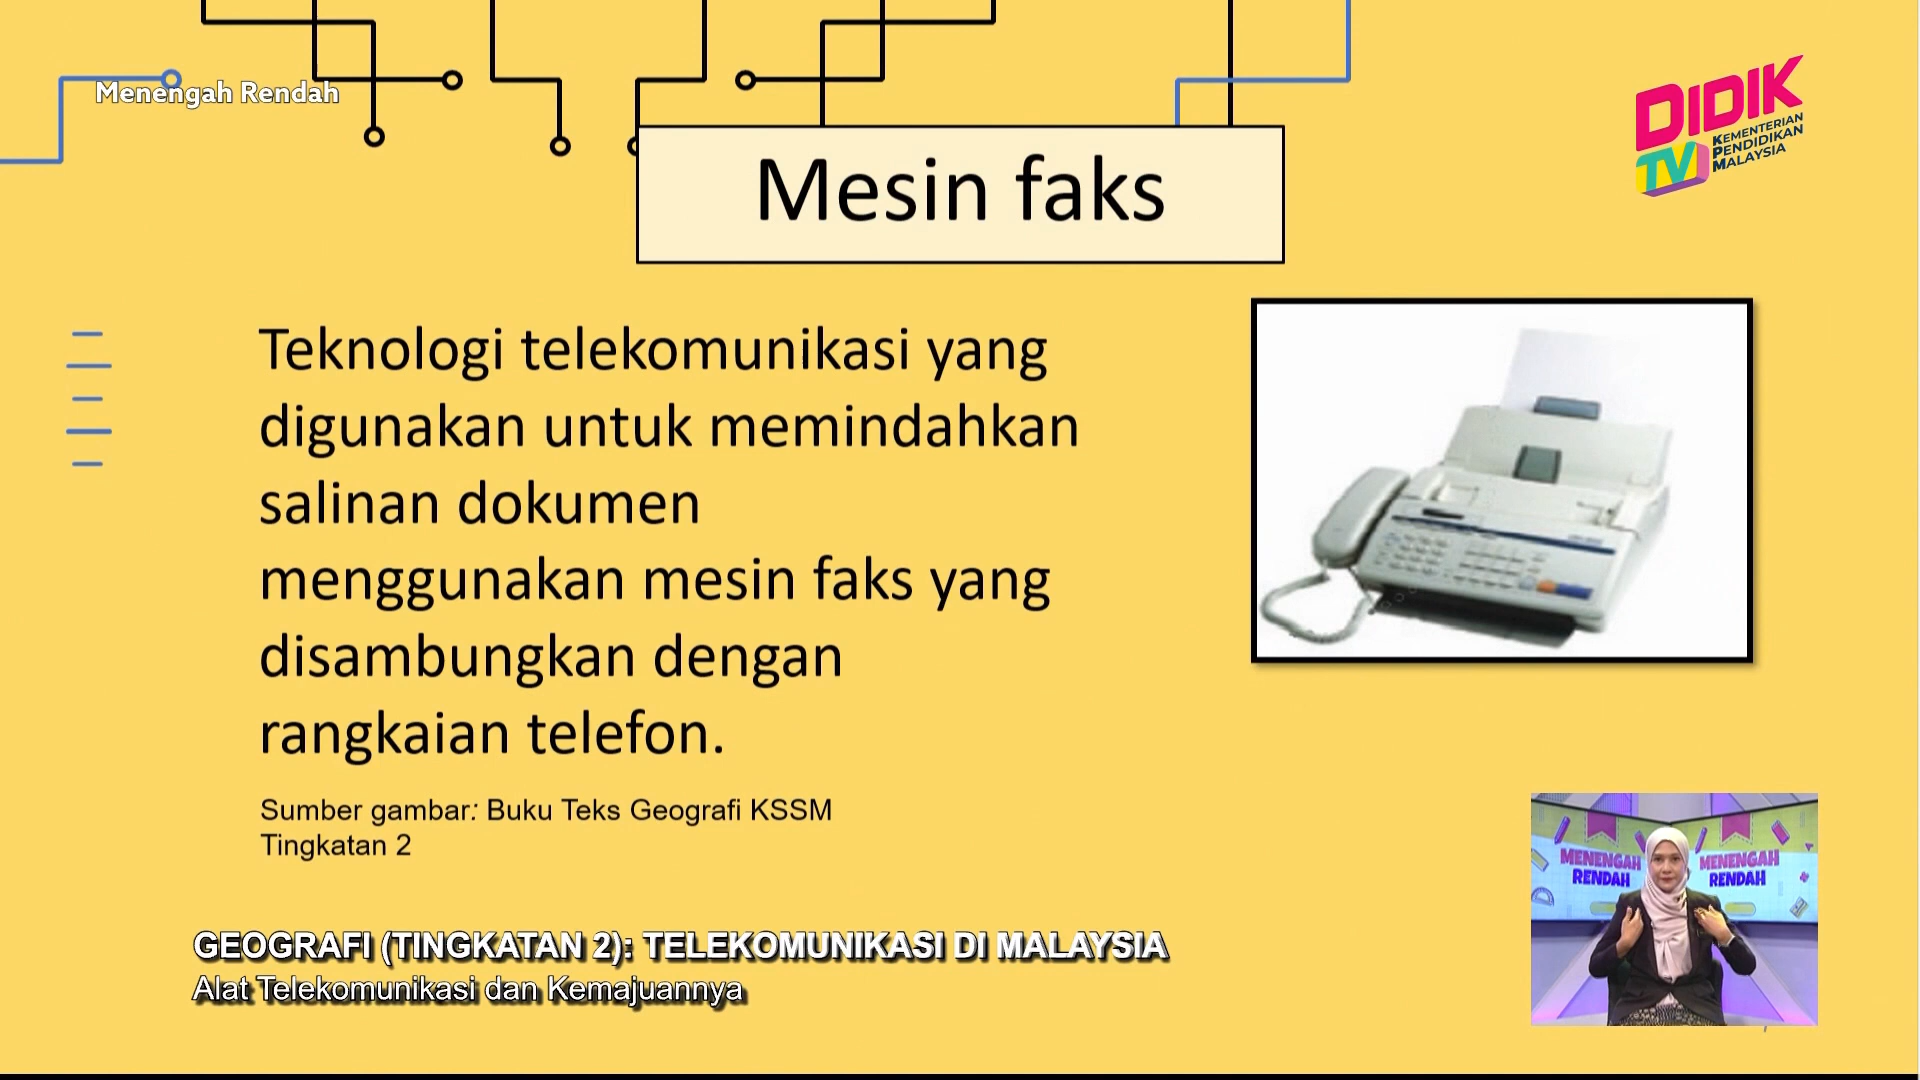 Menengah Rendah
DIDIK
TV
KEMENTERIAN
PENDIDIKAN
MALAYSIA
Mesin faks
Teknologi telekomunikasi yang
digunakan untuk memindahkan
salinan dokumen
menggunakan mesin faks yang
disambungkan dengan
rangkaian telefon.
Sumber gambar: Buku Teks Geografi KSSM
Tingkatan 2
MENENGAH
RENDAH
MENENGAH
RENDAH
GEOGRAFI (TINGKATAN 2): TELEKOMUNIKASI DI MALAYSIA
Alat Telekomunikasi dan Kemajuannya